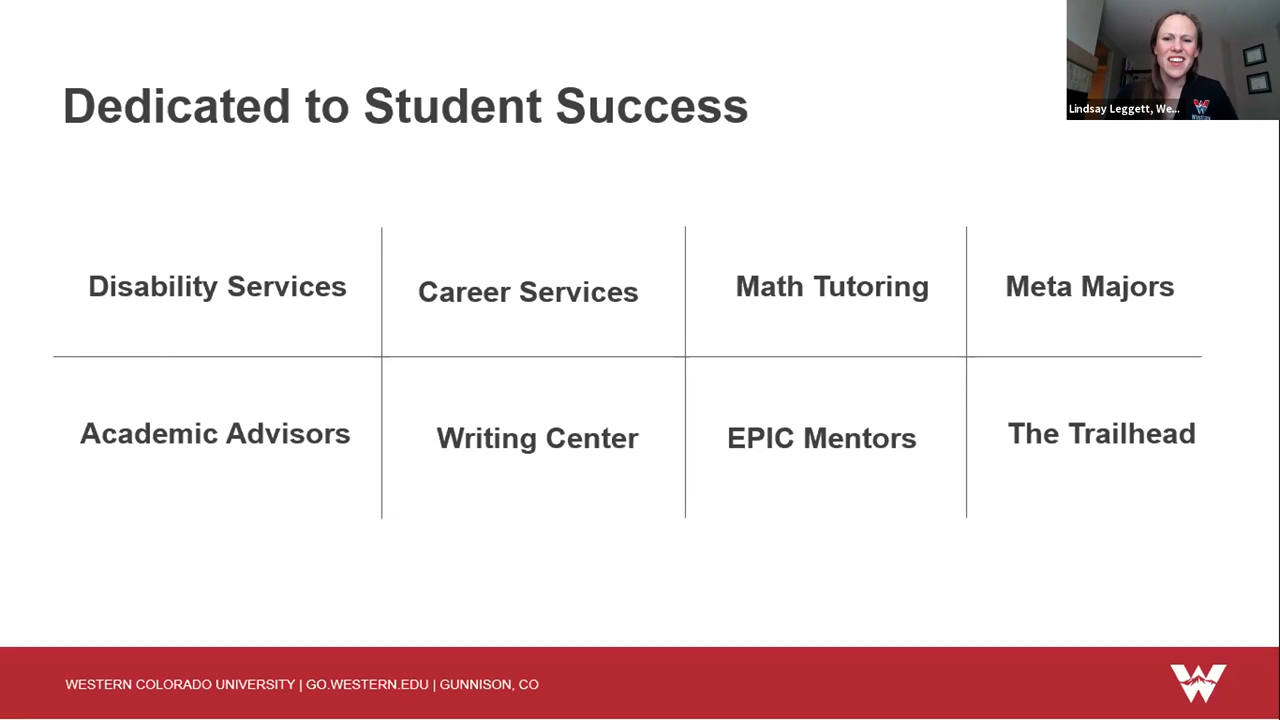 Dedicated to Student Success
Lindsay Leggett, We...
Disability Services
Career Services
Math Tutoring
Meta Majors
Academic Advisors
Writing Center
EPIC Mentors
The Trailhead
WESTERN COLORADO UNIVERSITY | GO.WESTERN.EDU | GUNNISON, CO